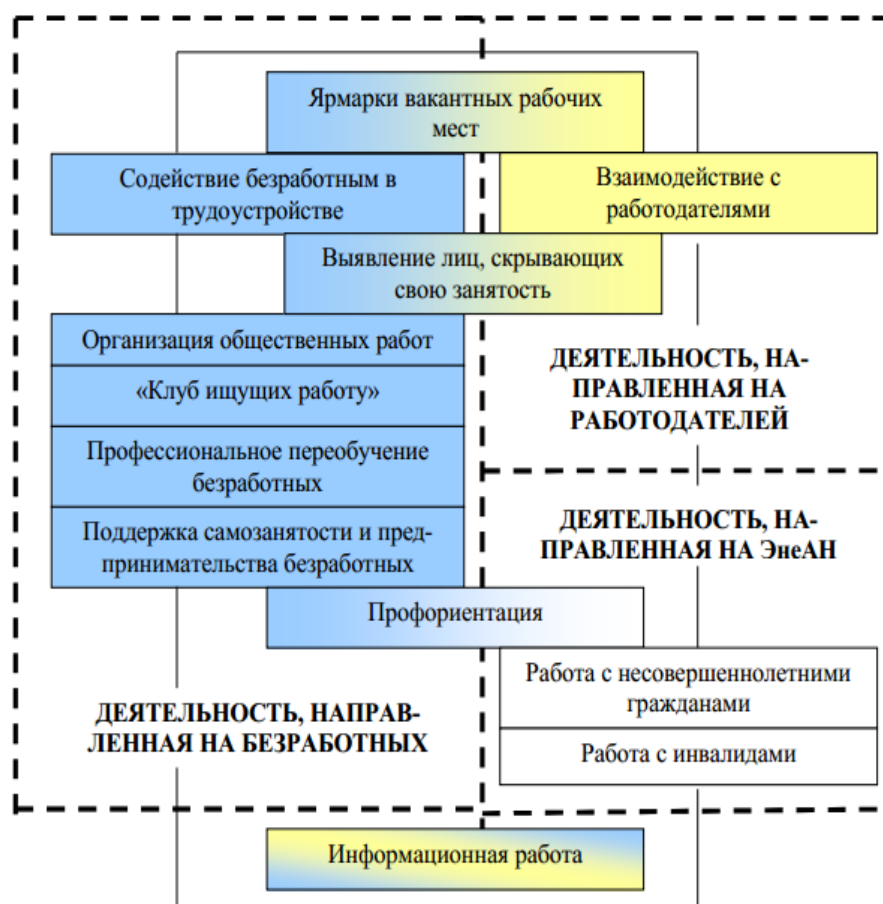 Ярмарки вакантных рабочих
мест
Содействие безработным в
трудоустройстве
Взаимодействие с
работодателями
Выявление лиц, скрывающих
свою занятость
Организация общественных работ
«Клуб ищущих работу»
Профессиональное переобучение
безработных
Поддержка самозанятости и пред-
принимательства безработных
ДЕЯТЕЛЬНОСТЬ, НА-
ПРАВЛЕННАЯ НА
РАБОТОДАТЕЛЕЙ
ДЕЯТЕЛЬНОСТЬ, НА-
ПРАВЛЕННАЯ НА ЭнеАН
Профориентация
Работа с несовершеннолетними
гражданами
Работа с инвалидами
ДЕЯТЕЛЬНОСТЬ, НАПРАВ-
ЛЕННАЯ НА БЕЗРАБОТНЫХ
Информационная работа